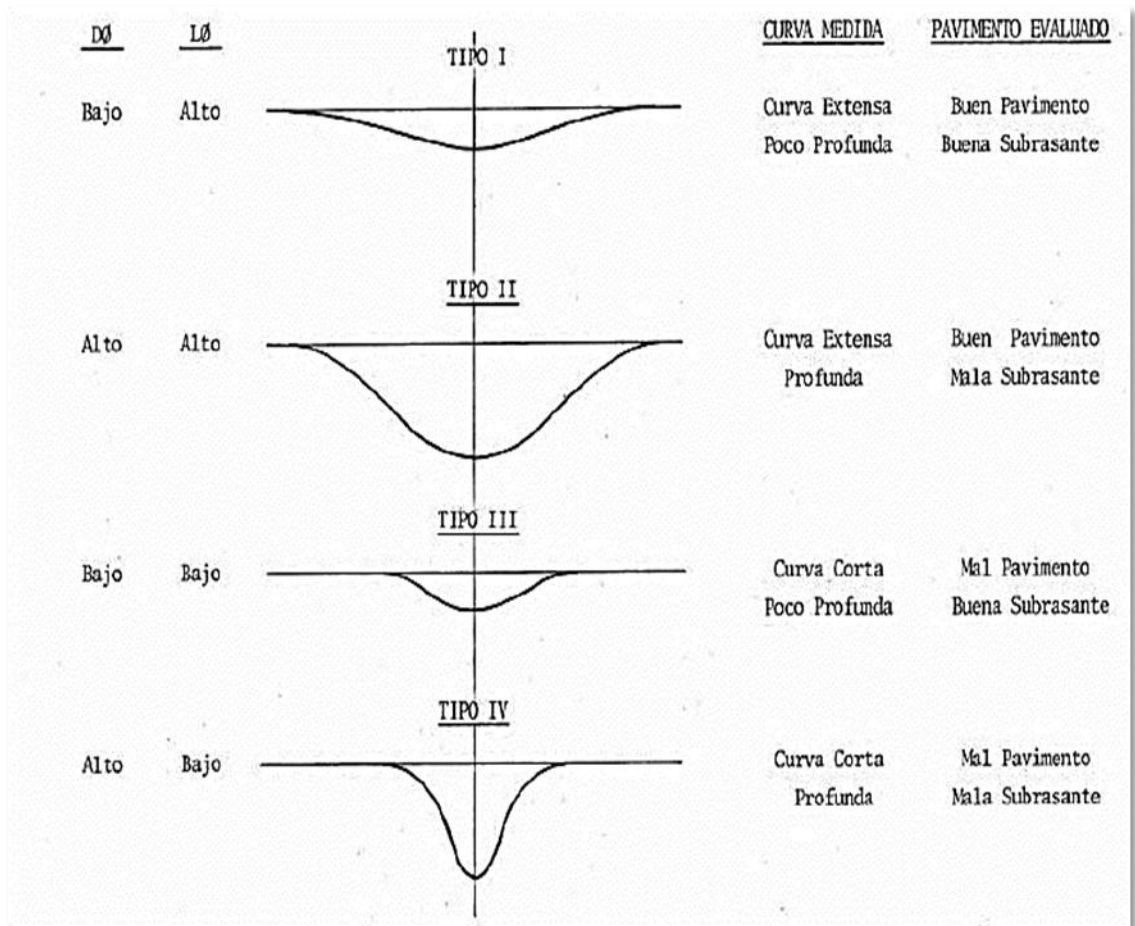 DØ LØ CURVA MEDIDA PAVIMENTO EVALUADO
TIPO I
Bajo Alto Curva Extensa Buen Pavimento
Poco Profunda Buena Subrasante
TIPO II
Alto Alto Curva Extensa Buen Pavimento
Profunda Mala Subrasante
TIPO III
Bajo Bajo Curva Corta Mal Pavimento
Poco Profunda Buena Subrasante
TIPO IV
Alto Bajo Curva Corta Mal Pavimento
Profunda Mala Subrasante